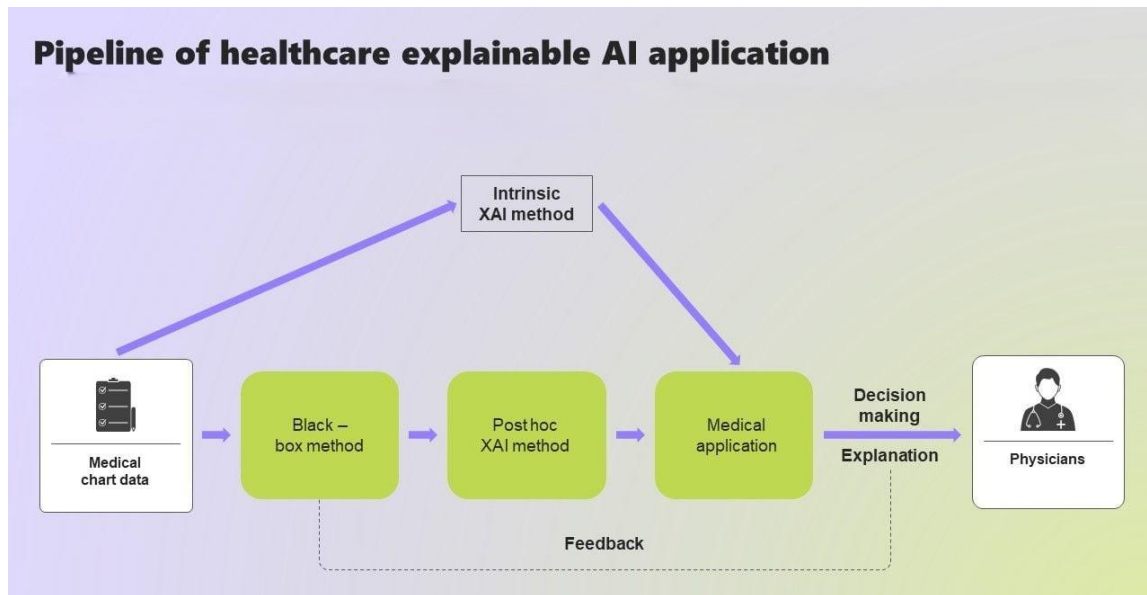 Pipeline of healthcare explainable AI application
Intrinsic
XAI method
Medical
chart data
Black –
box method
Post hoc
XAI method
Medical
application
Decision
making
Explanation
Physicians
Feedback